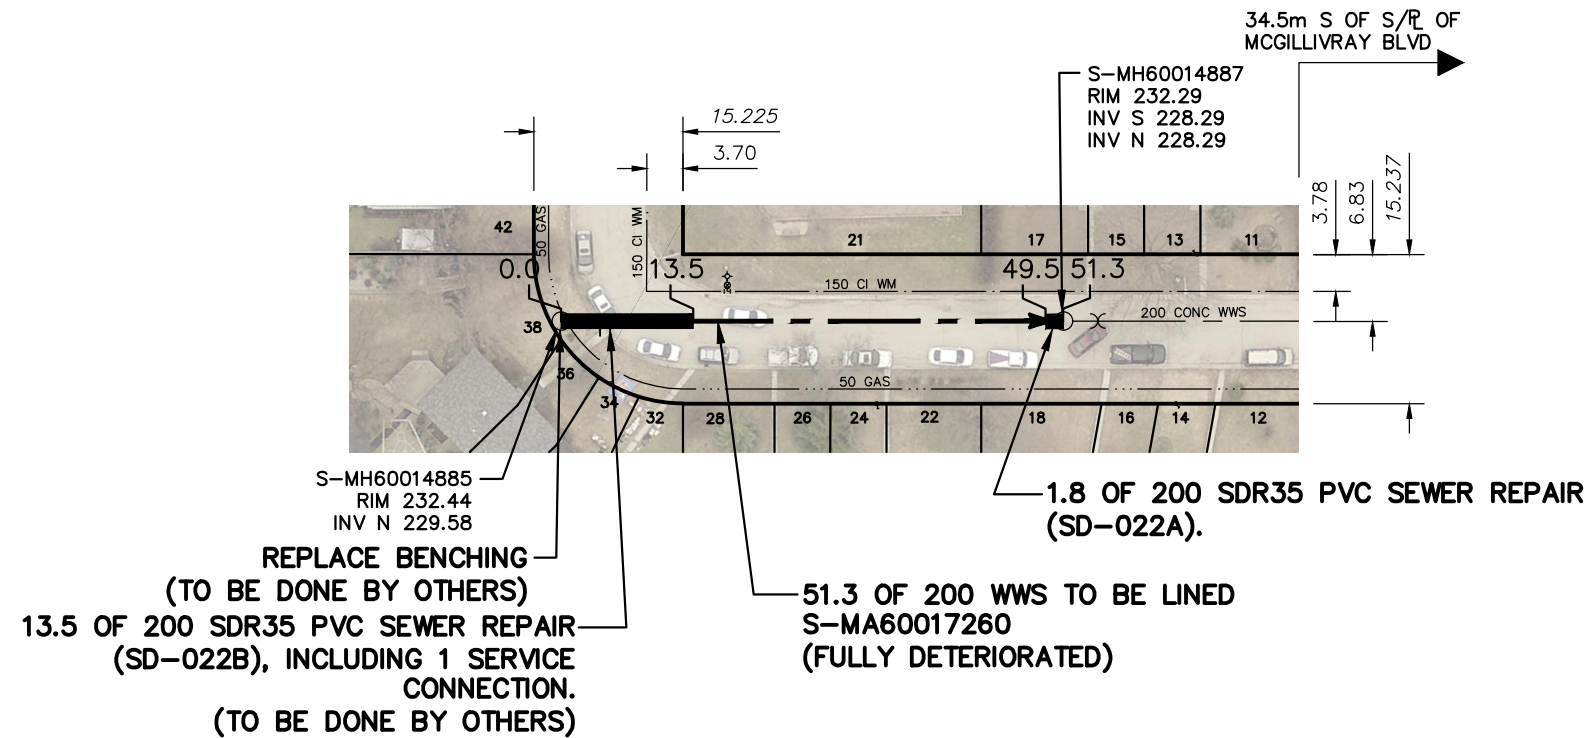 34.5m S OF S/PL OF
MCGILLIVRAY BLVD
S-MH60014887
RIM 232.29
INV S 228.29
INV N 228.29
15.225
3.70
3.78
6.83
15.237
42
50 GAS
150 CI WM
21
17
15
13
11
0.0
13.5
49.5
51.3
150 CI WM
200 CONC WWS
38
36
34
32
50 GAS
28
26
24
22
18
16
14
12
S-MH60014885
RIM 232.44
INV N 229.58
REPLACE BENCHING
(TO BE DONE BY OTHERS)
13.5 OF 200 SDR35 PVC SEWER REPAIR
(SD-022B), INCLUDING 1 SERVICE
CONNECTION.
(TO BE DONE BY OTHERS)
51.3 OF 200 WWS TO BE LINED
S-MA60017260
(FULLY DETERIORATED)
1.8 OF 200 SDR35 PVC SEWER REPAIR
(SD-022A).